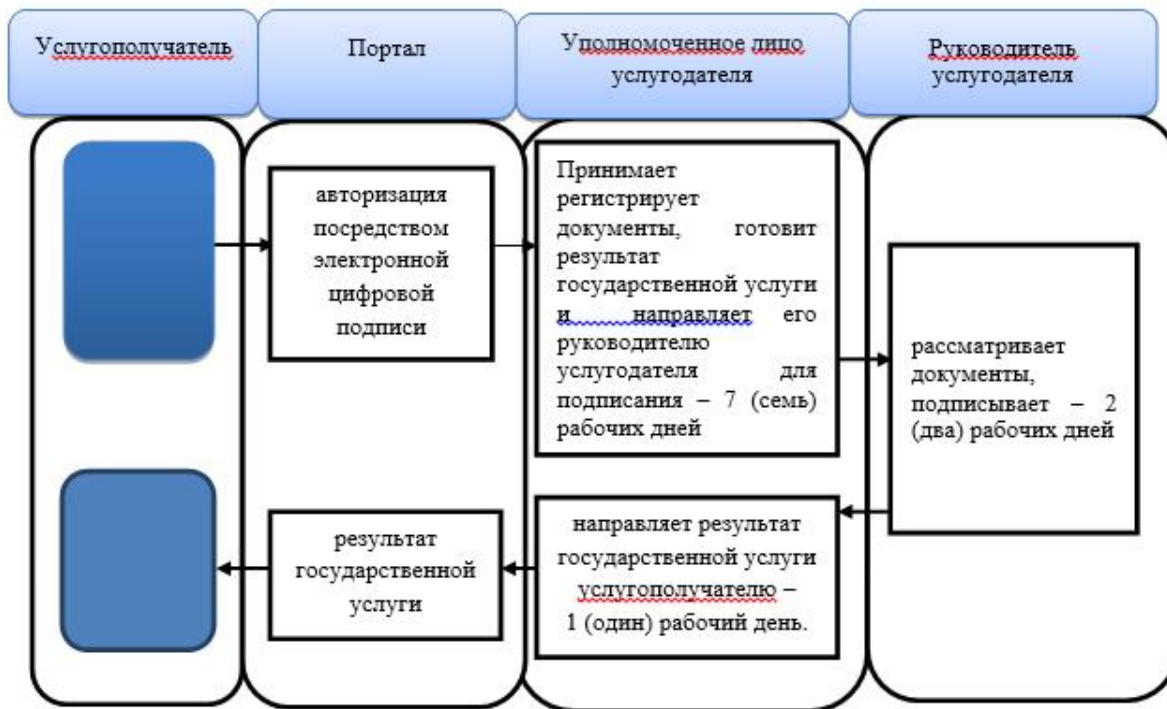 Услугополучатель
Портал
Уполномоченное лицо
услугодателя
Руководитель
услугодателя
авторизация
посредством
электронной
цифровой
подписи
Принимает
регистрирует
документы, готовит
результат
государственной услуги
и направляет его
руководителю
услугодателя для
подписания – 7 (семь)
рабочих дней
рассматривает
документы,
подписывает – 2
(два) рабочих дней
направляет результат
государственной услуги
услугополучателю –
1 (один) рабочий день.
результат
государственной
услуги